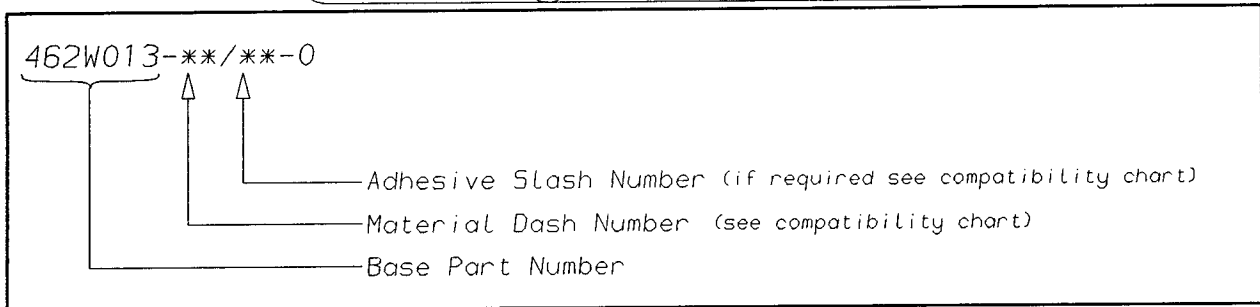 462W013-**/**-0
Adhesive Slash Number (if required see compatibility chart)
Material Dash Number (see compatibility chart)
Base Part Number